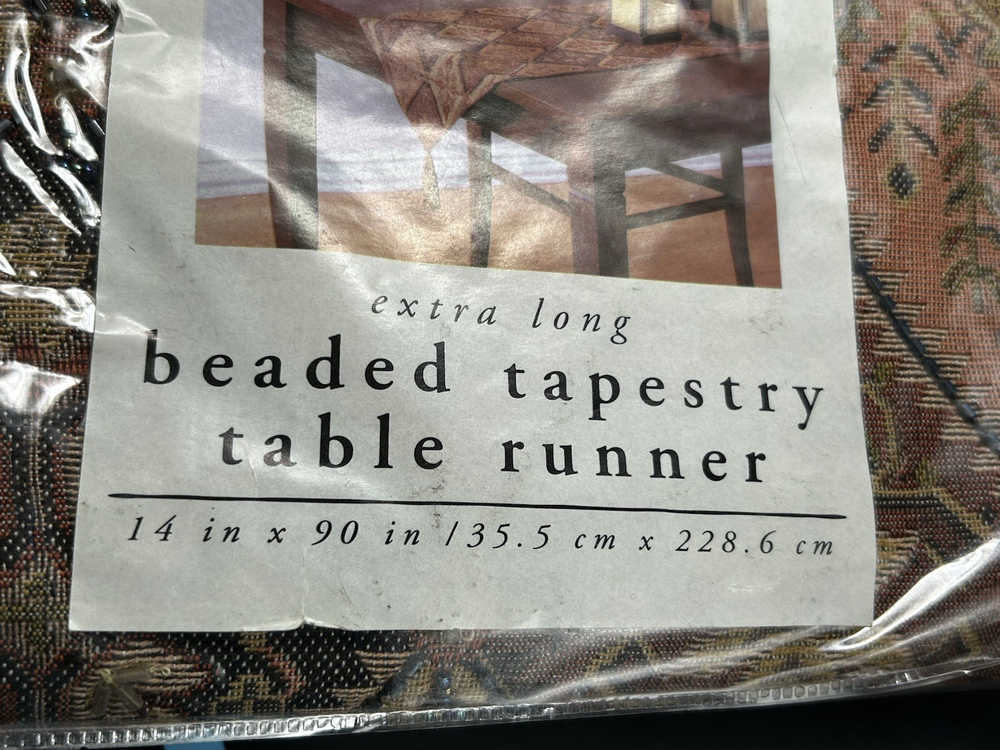 extra long
beaded tapestry
table runner
14 in x 90 in / 35.5 cm x 228.6 cm